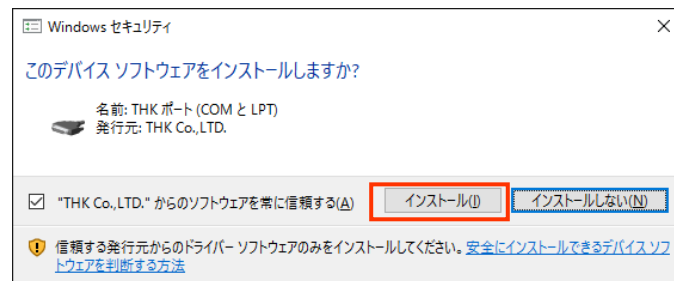 Windows セキュリティ
このデバイス ソフトウェアをインストールしますか?
名前: THK ポート (COM と LPT)
発行元: THK Co.,LTD.
"THK Co.,LTD." からのソフトウェアを常に信頼する(A)
インストール(I)
インストールしない(N)
信頼する発行元からのドライバー ソフトウェアのみをインストールしてください。安全にインストールできるデバイス ソフ
トウェアを判断する方法